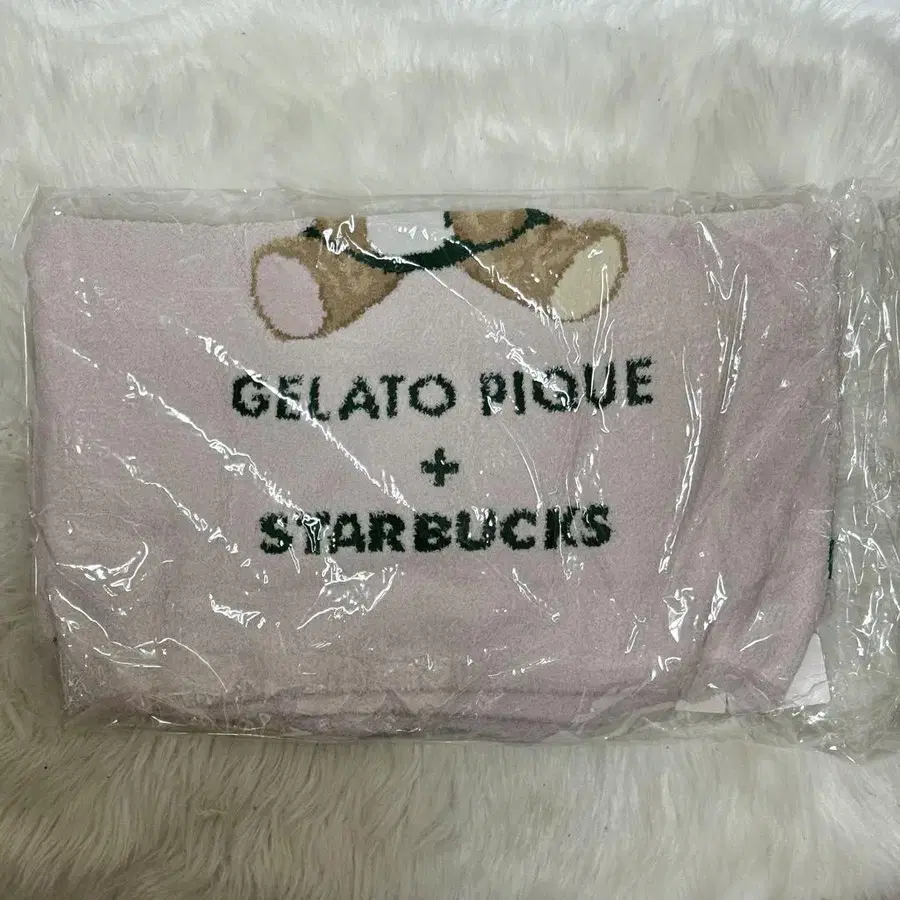 GELATO PIQUE
+
STARBUCKS